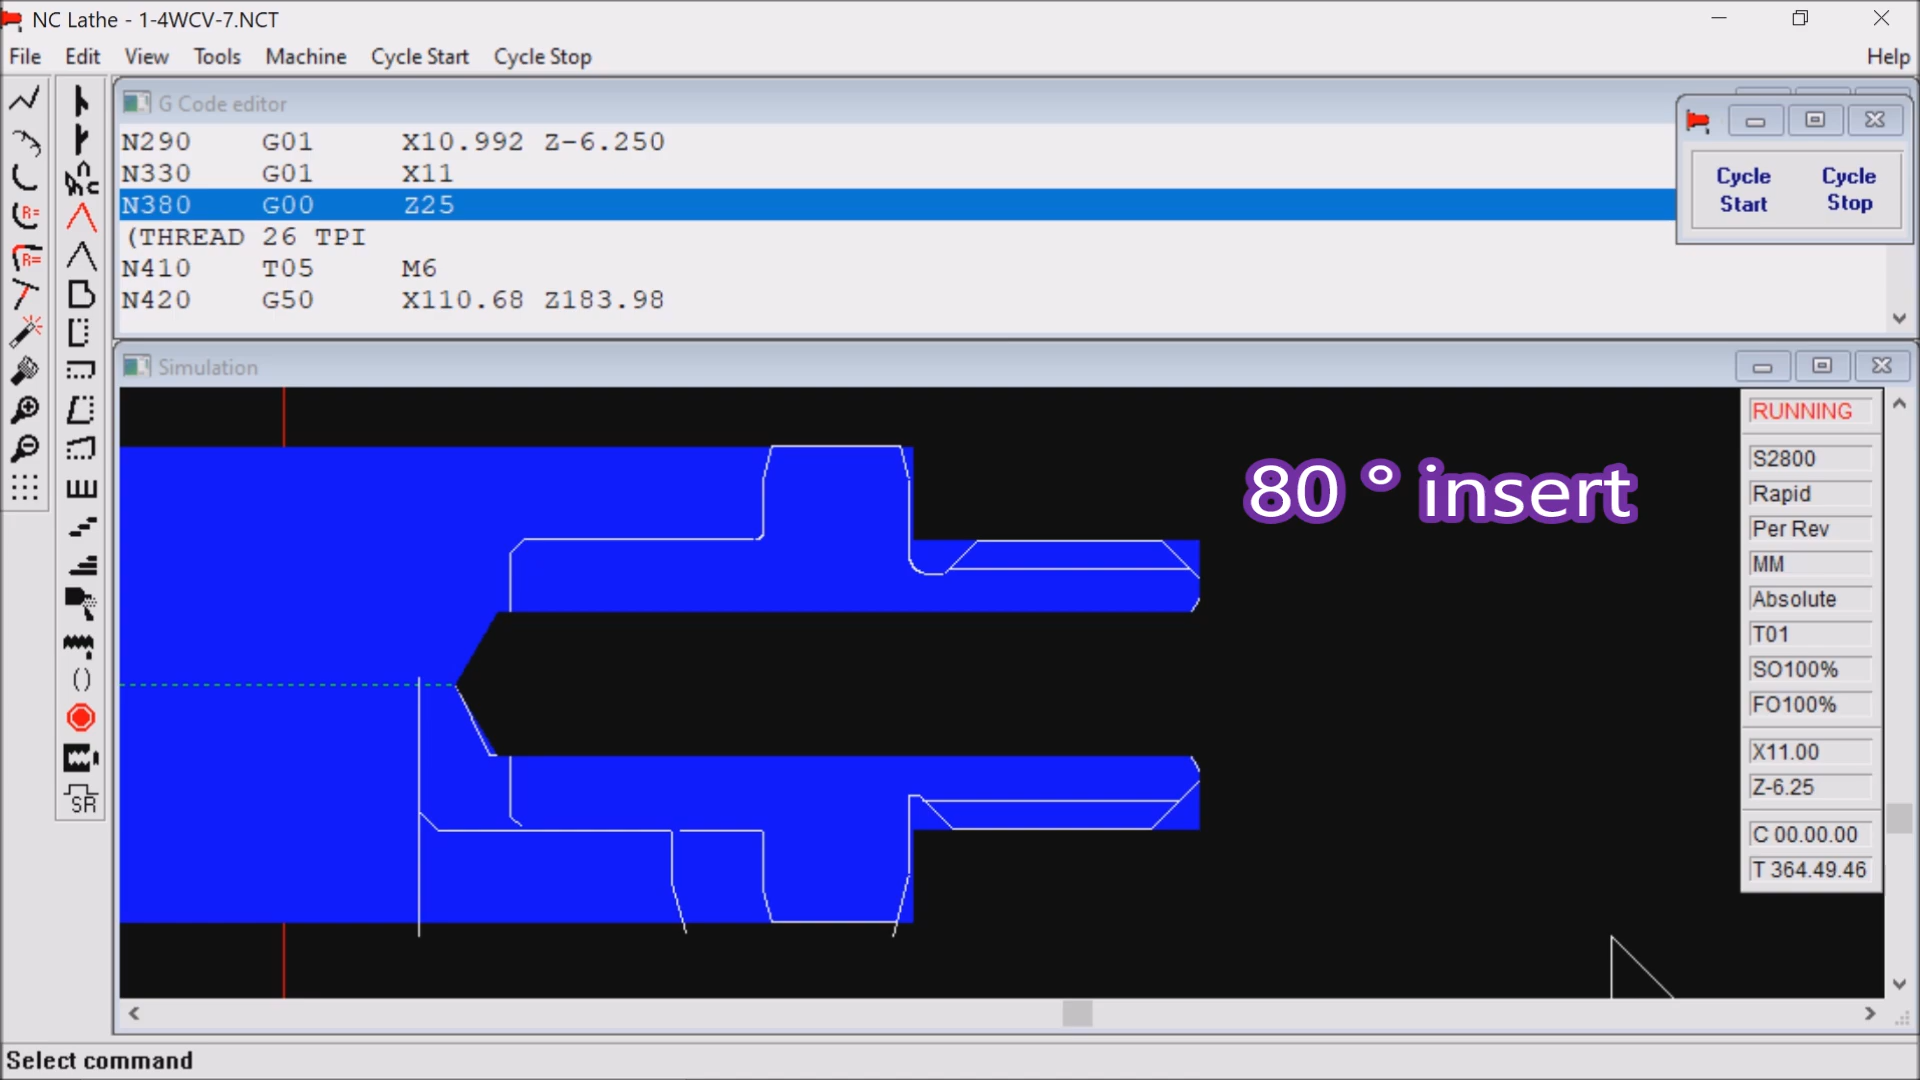 NC Lathe - 1-4WCV-7.NCT
File Edit View Tools Machine Cycle Start Cycle Stop Help
G Code editor
N290 G01 X10.992 Z-6.250
N330 G01 X11
N380 G00 Z25
(THREAD 26 TPI
N410 T05 M6
N420 G50 X110.68 Z183.98
Cycle Start
Cycle Stop
R=
R=
SR
Simulation
80 º insert
RUNNING
S2800
Rapid
Per Rev
MM
Absolute
T01
SO100%
FO100%
X11.00
Z-6.25
C 00.00.00
T 364.49.46
Select command